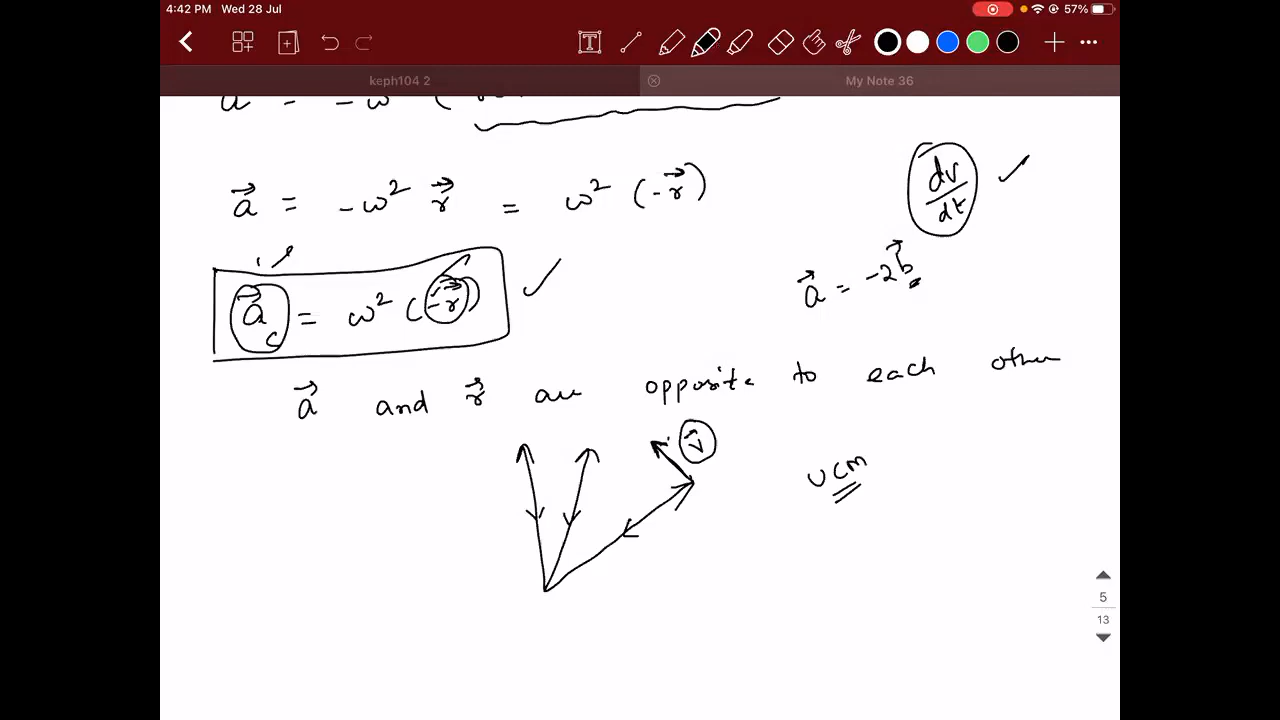 4:42 PM Wed 28 Jul 57%
keph104 2 My Note 36
a⃗ = -ω² (
a⃗ = -ω² r⃗ = ω² (-r⃗)
dv/dt
a⃗c = ω² (-r⃗)
a⃗ = -2b⃗
a⃗ and r⃗ are opposite to each other
v⃗
UCM
5
13